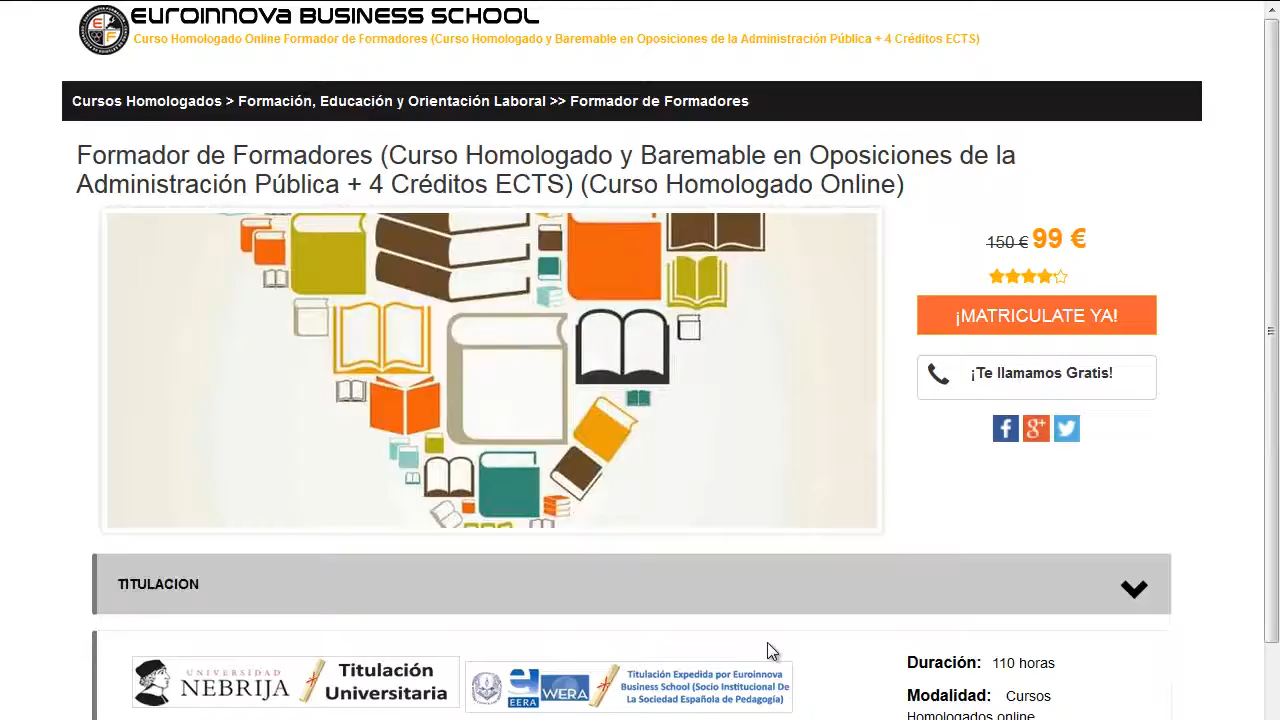 EUROINNOVA BUSINESS SCHOOL
Curso Homologado Online Formador de Formadores (Curso Homologado y Baremable en Oposiciones de la Administración Pública + 4 Créditos ECTS)
Cursos Homologados > Formación, Educación y Orientación Laboral >> Formador de Formadores
Formador de Formadores (Curso Homologado y Baremable en Oposiciones de la
Administración Pública + 4 Créditos ECTS) (Curso Homologado Online)
150 € 99 €
¡MATRICULATE YA!
¡Te llamamos Gratis!
TITULACION
UNIVERSIDAD
NEBRIJA
Titulación
Universitaria
EERA
WERA
Titulación Expedida por Euroinnova
Business School (Socio Institucional De
La Sociedad Española de Pedagogía)
Duración: 110 horas
Modalidad: Cursos
Homologados online